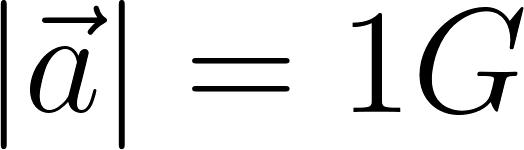 |a⃗| = 1G